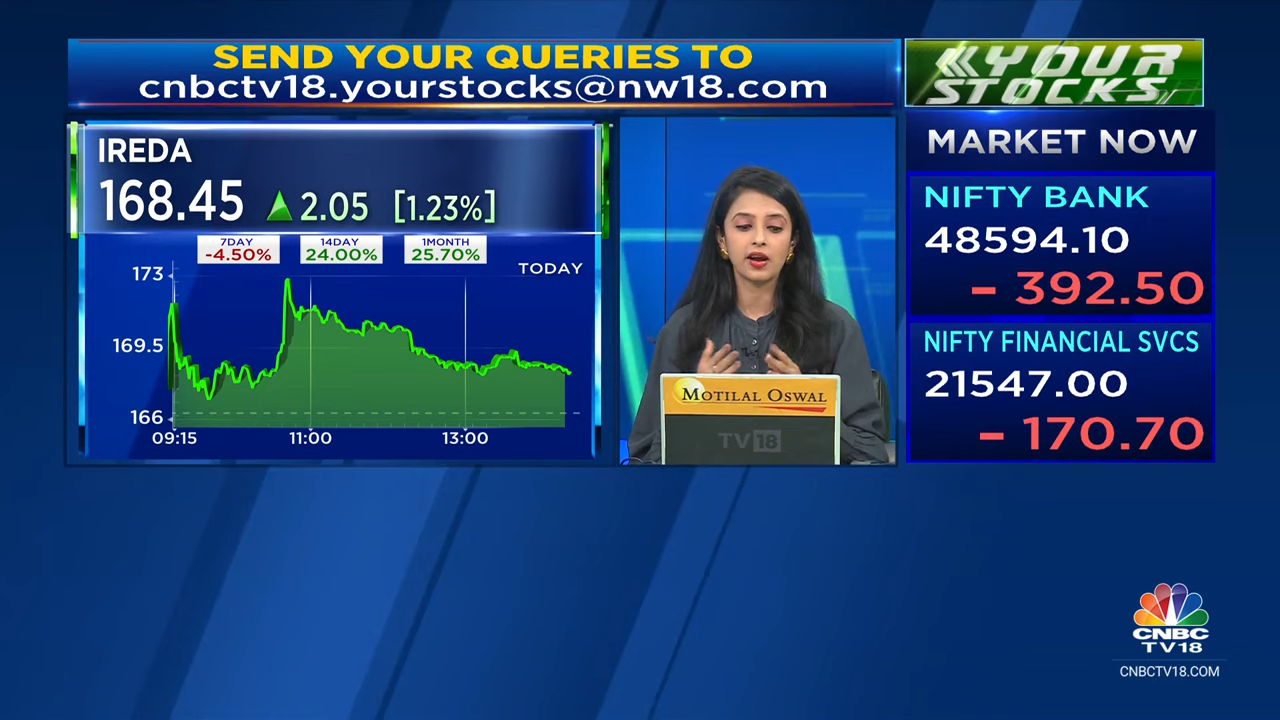 SEND YOUR QUERIES TO
cnbctv18.yourstocks@nw18.com
YOUR
STOCKS
IREDA
168.45 ▲ 2.05 [1.23%]
7DAY 14DAY 1MONTH
-4.50% 24.00% 25.70%
TODAY
173
169.5
166
09:15 11:00 13:00
MOTILAL OSWAL
TV18
MARKET NOW
NIFTY BANK
48594.10
- 392.50
NIFTY FINANCIAL SVCS
21547.00
- 170.70
CNBC
TV18
CNBCTV18.COM